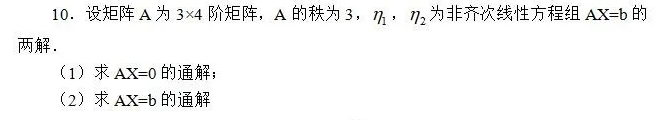 10．设矩阵 A 为 3×4 阶矩阵，A 的秩为 3，η₁，η₂为非齐次线性方程组 AX=b 的
两解．
（1）求 AX=0 的通解；
（2）求 AX=b 的通解